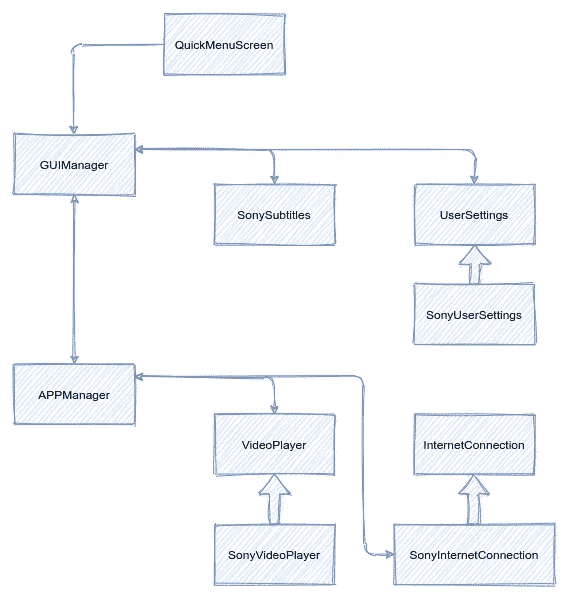 QuickMenuScreen
GUIManager
SonySubtitles
UserSettings
SonyUserSettings
APPManager
VideoPlayer
InternetConnection
SonyVideoPlayer
SonyInternetConnection